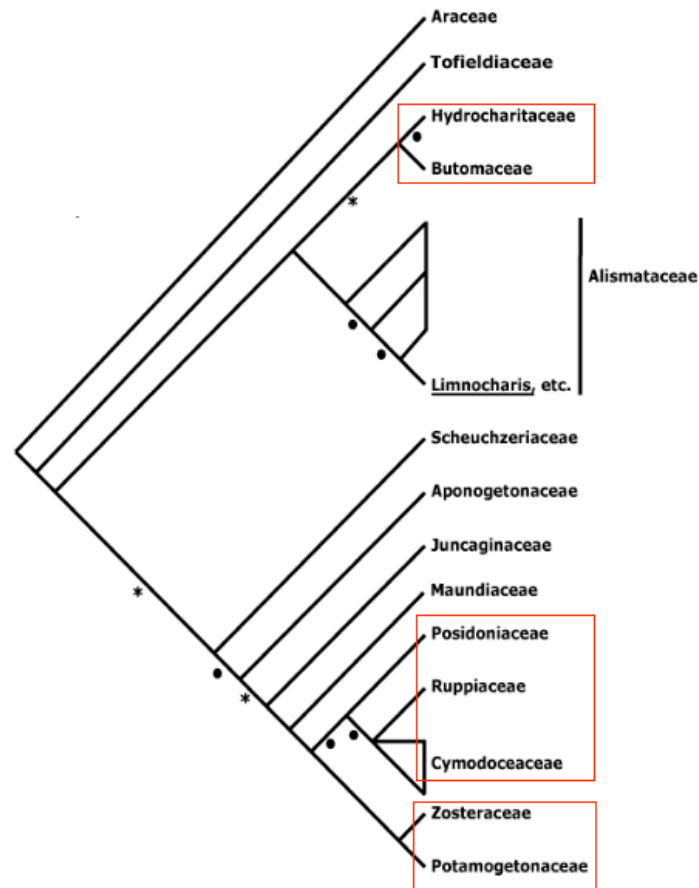 Araceae
Tofieldiaceae
Hydrocharitaceae
Butomaceae
*
Alismataceae
Limnocharis, etc.
Scheuchzeriaceae
Aponogetonaceae
Juncaginaceae
Maundiaceae
*
Posidoniaceae
Ruppiaceae
*
Cymodoceaceae
Zosteraceae
Potamogetonaceae